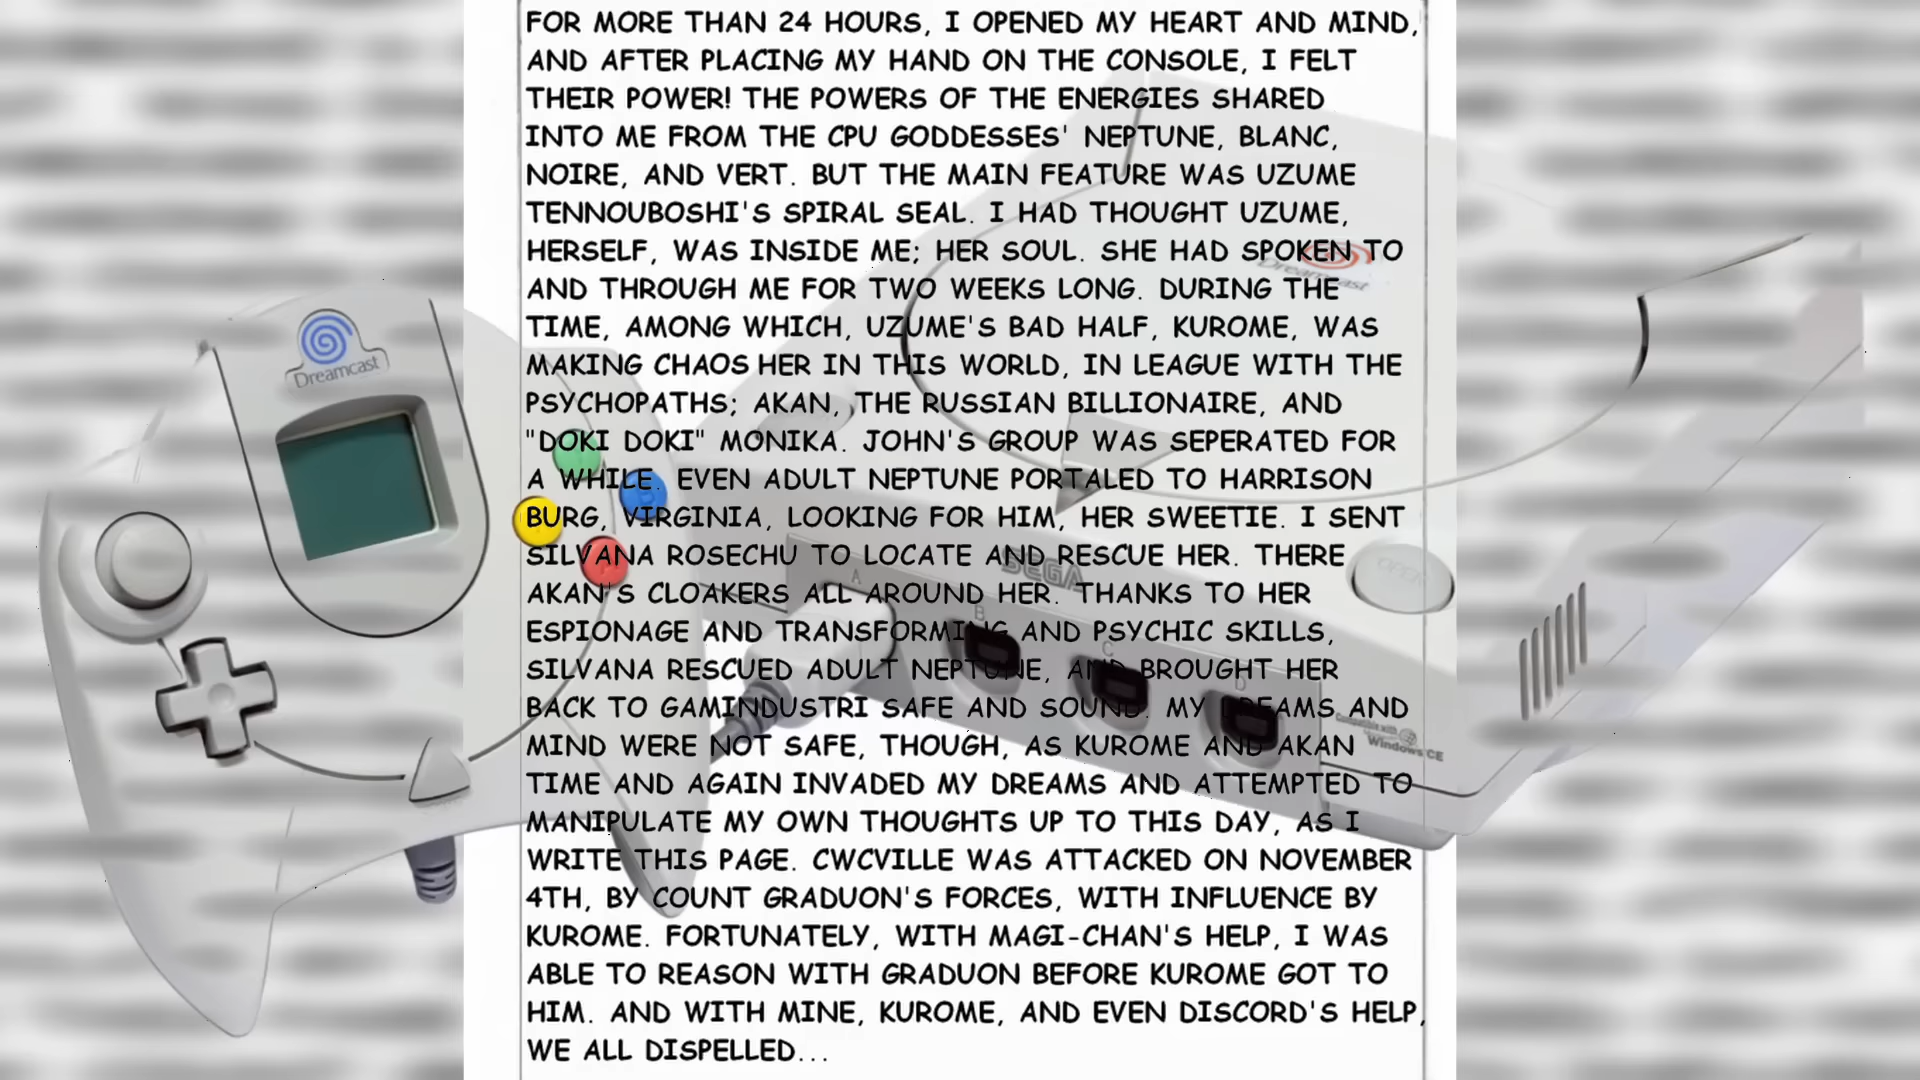 FOR MORE THAN 24 HOURS, I OPENED MY HEART AND MIND,
AND AFTER PLACING MY HAND ON THE CONSOLE, I FELT
THEIR POWER! THE POWERS OF THE ENERGIES SHARED
INTO ME FROM THE CPU GODDESSES' NEPTUNE, BLANC,
NOIRE, AND VERT. BUT THE MAIN FEATURE WAS UZUME
TENNOUBOSHI'S SPIRAL SEAL. I HAD THOUGHT UZUME,
HERSELF, WAS INSIDE ME; HER SOUL. SHE HAD SPOKEN TO
AND THROUGH ME FOR TWO WEEKS LONG. DURING THE
TIME, AMONG WHICH, UZUME'S BAD HALF, KUROME, WAS
MAKING CHAOS HER IN THIS WORLD, IN LEAGUE WITH THE
PSYCHOPATHS; AKAN, THE RUSSIAN BILLIONAIRE, AND
"DOKI DOKI" MONIKA. JOHN'S GROUP WAS SEPERATED FOR
A WHILE. EVEN ADULT NEPTUNE PORTALED TO HARRISON
BURG, VIRGINIA, LOOKING FOR HIM, HER SWEETIE. I SENT
SILVANA ROSECHU TO LOCATE AND RESCUE HER. THERE
AKAN'S CLOAKERS ALL AROUND HER. THANKS TO HER
ESPIONAGE AND TRANSFORMING AND PSYCHIC SKILLS,
SILVANA RESCUED ADULT NEPTUNE, AND BROUGHT HER
BACK TO GAMINDUSTRI SAFE AND SOUND. MY DREAMS AND
MIND WERE NOT SAFE, THOUGH, AS KUROME AND AKAN
TIME AND AGAIN INVADED MY DREAMS AND ATTEMPTED TO
MANIPULATE MY OWN THOUGHTS UP TO THIS DAY, AS I
WRITE THIS PAGE. CWCVILLE WAS ATTACKED ON NOVEMBER
4TH, BY COUNT GRADUON'S FORCES, WITH INFLUENCE BY
KUROME. FORTUNATELY, WITH MAGI-CHAN'S HELP, I WAS
ABLE TO REASON WITH GRADUON BEFORE KUROME GOT TO
HIM. AND WITH MINE, KUROME, AND EVEN DISCORD'S HELP,
WE ALL DISPELLED...
Dreamcast
Dreamcast
SEGA
OPEN
A
B
C
D
Compatible with
Windows CE